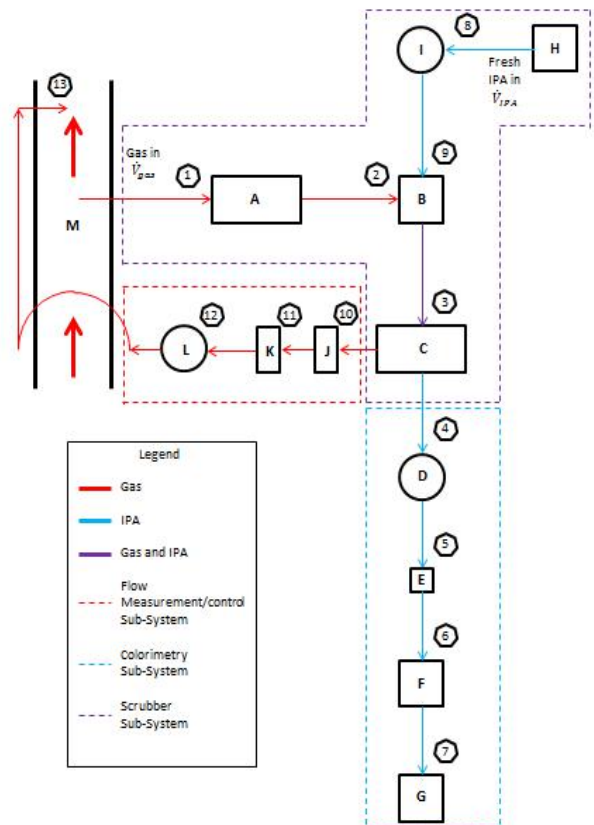 8
I
H
Fresh
IPA in
V̇IPA
13
Gas in
V̇gas
1
2
9
A
B
M
3
12
11
10
L
K
J
C
4
D
5
E
6
F
7
G
Legend
Gas
IPA
Gas and IPA
Flow
Measurement/control
Sub-System
Colorimetry
Sub-System
Scrubber
Sub-System